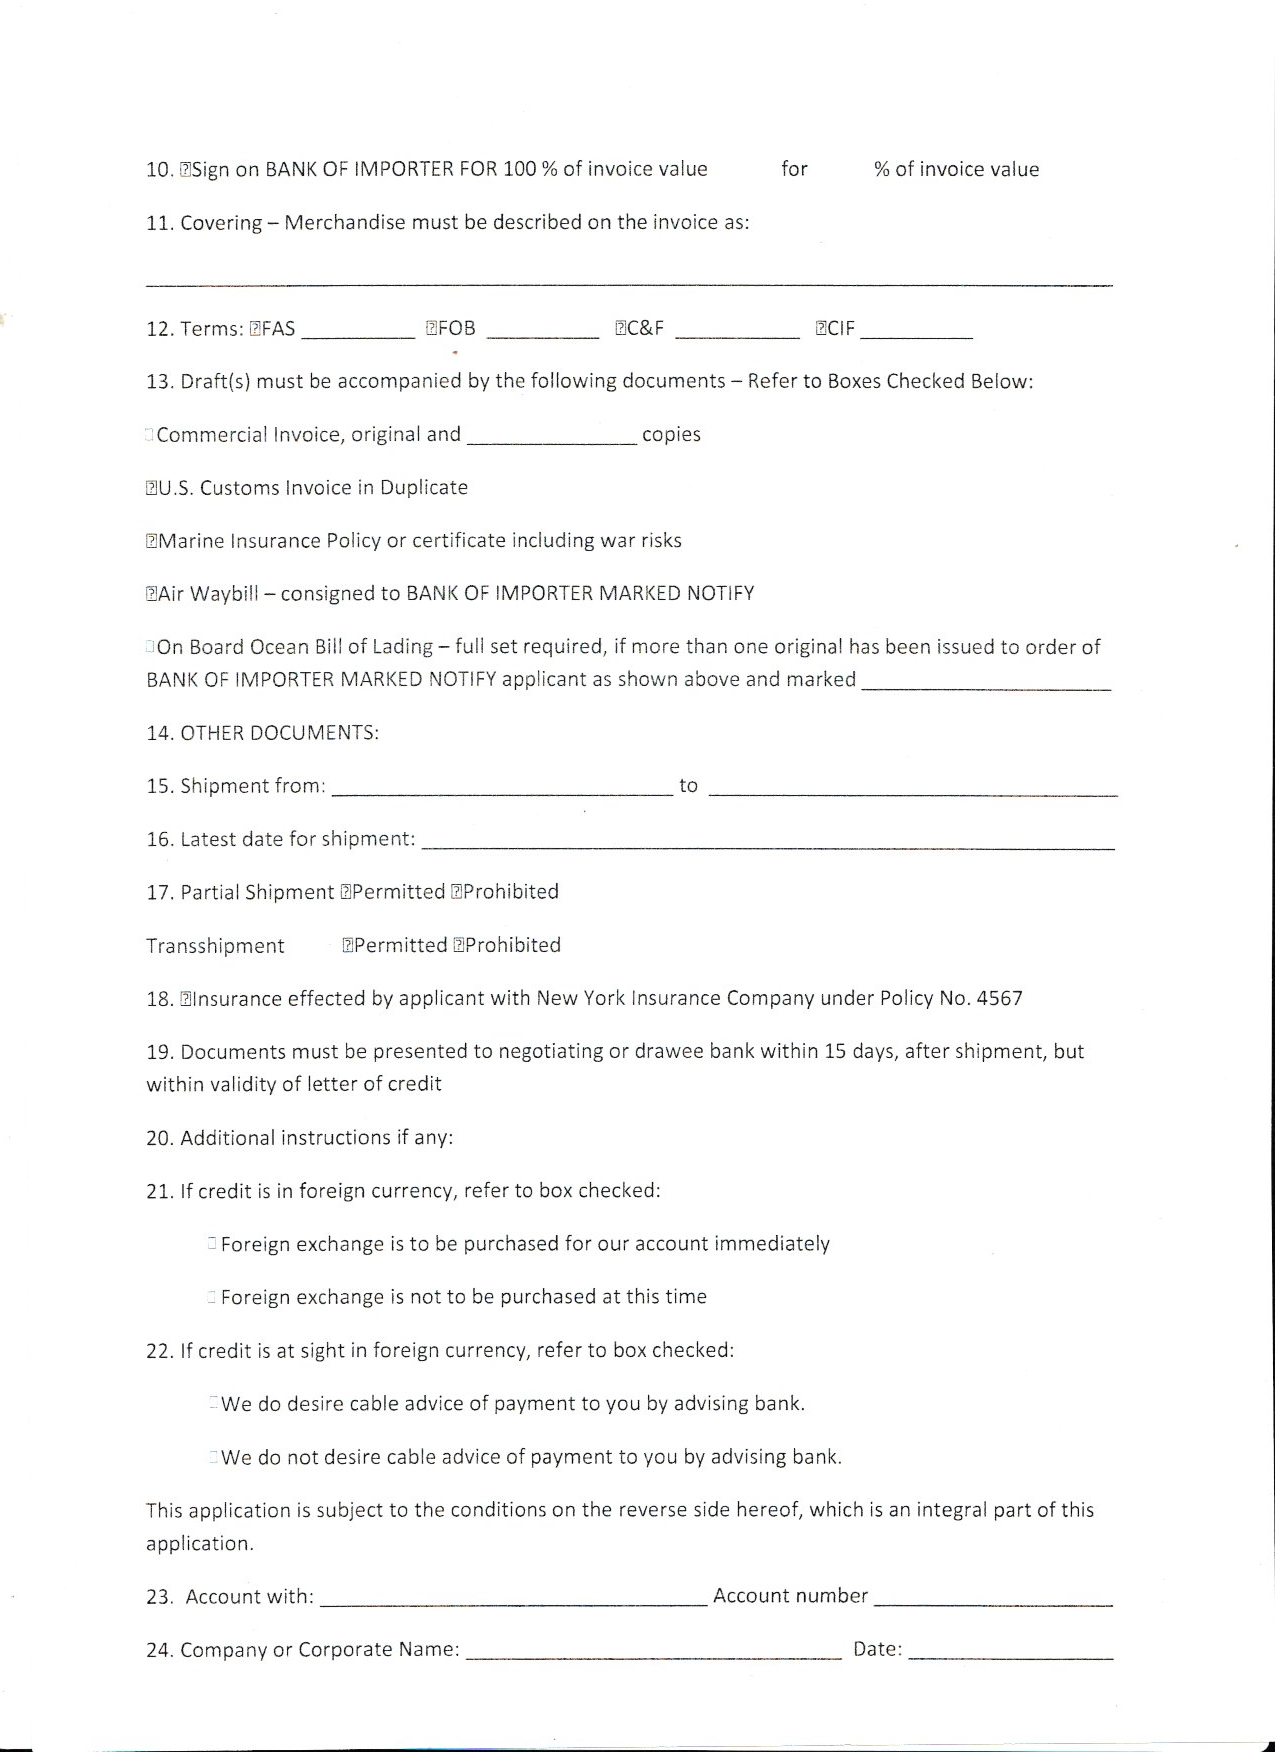 10. ⍰Sign on BANK OF IMPORTER FOR 100 % of invoice value for % of invoice value
11. Covering – Merchandise must be described on the invoice as:
12. Terms: ⍰FAS __________ ⍰FOB __________ ⍰C&F ___________ ⍰CIF __________
13. Draft(s) must be accompanied by the following documents – Refer to Boxes Checked Below:
□Commercial Invoice, original and _______________ copies
⍰U.S. Customs Invoice in Duplicate
⍰Marine Insurance Policy or certificate including war risks
⍰Air Waybill – consigned to BANK OF IMPORTER MARKED NOTIFY
□On Board Ocean Bill of Lading – full set required, if more than one original has been issued to order of
BANK OF IMPORTER MARKED NOTIFY applicant as shown above and marked ______________________
14. OTHER DOCUMENTS:
15. Shipment from: ______________________________ to ____________________________________
16. Latest date for shipment: _____________________________________________________________
17. Partial Shipment ⍰Permitted ⍰Prohibited
Transshipment ⍰Permitted ⍰Prohibited
18. ⍰Insurance effected by applicant with New York Insurance Company under Policy No. 4567
19. Documents must be presented to negotiating or drawee bank within 15 days, after shipment, but
within validity of letter of credit
20. Additional instructions if any:
21. If credit is in foreign currency, refer to box checked:
□ Foreign exchange is to be purchased for our account immediately
□ Foreign exchange is not to be purchased at this time
22. If credit is at sight in foreign currency, refer to box checked:
□We do desire cable advice of payment to you by advising bank.
□We do not desire cable advice of payment to you by advising bank.
This application is subject to the conditions on the reverse side hereof, which is an integral part of this
application.
23. Account with: __________________________________ Account number _____________________
24. Company or Corporate Name: _________________________________ Date: __________________